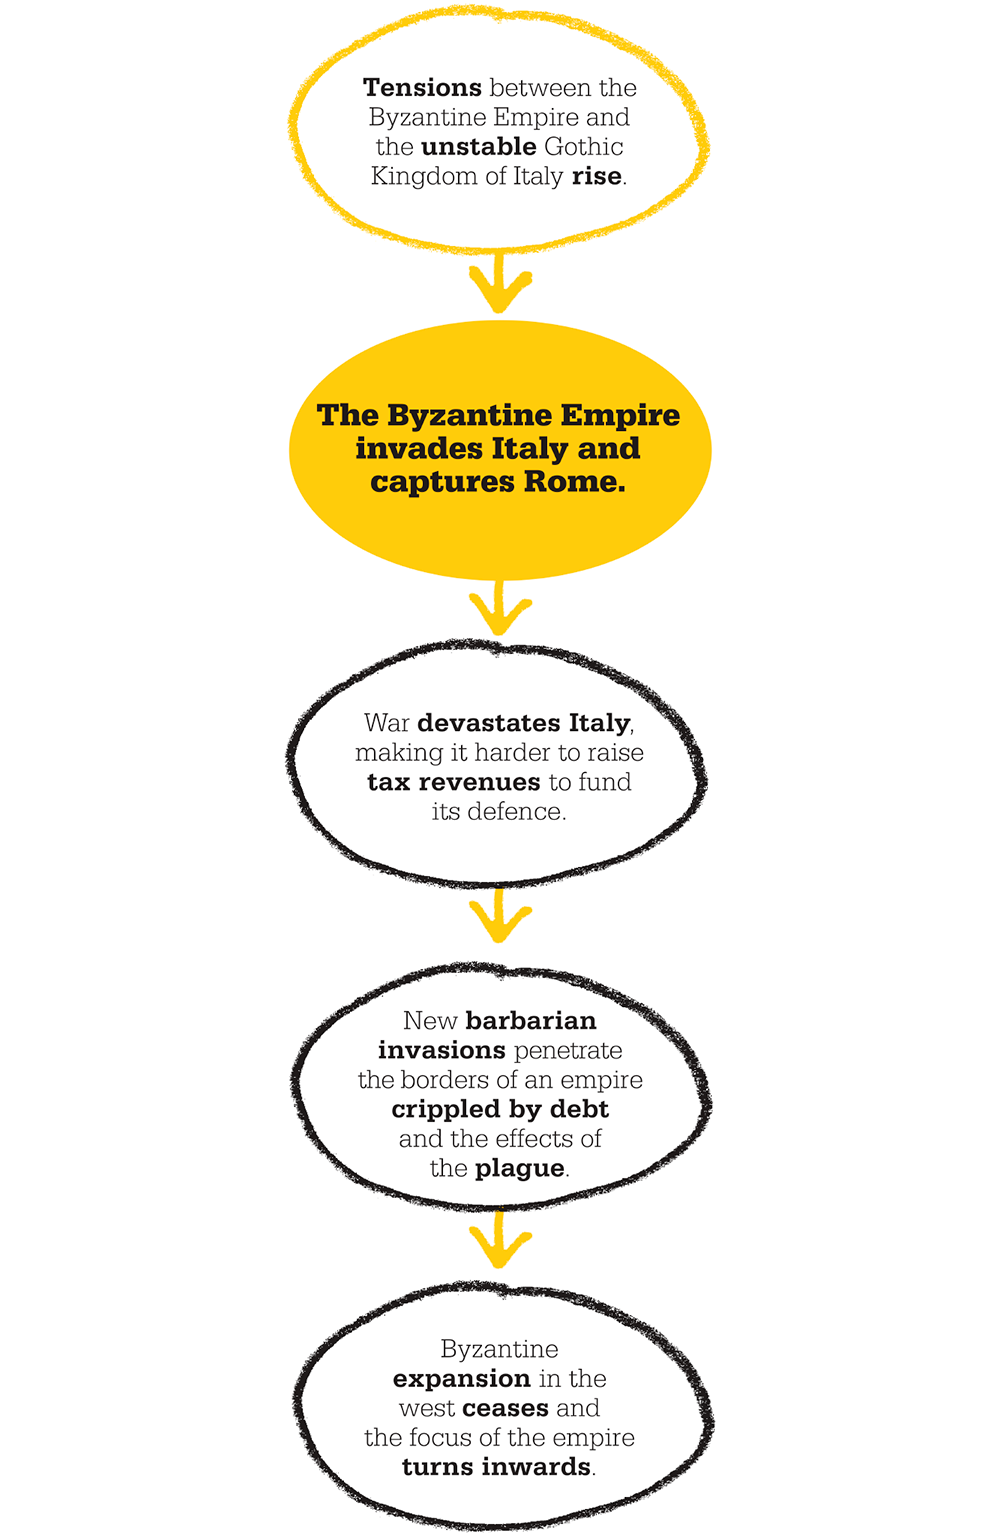 Tensions between the
Byzantine Empire and
the unstable Gothic
Kingdom of Italy rise.
The Byzantine Empire
invades Italy and
captures Rome.
War devastates Italy,
making it harder to raise
tax revenues to fund
its defence.
New barbarian
invasions penetrate
the borders of an empire
crippled by debt
and the effects of
the plague.
Byzantine
expansion in the
west ceases and
the focus of the empire
turns inwards.